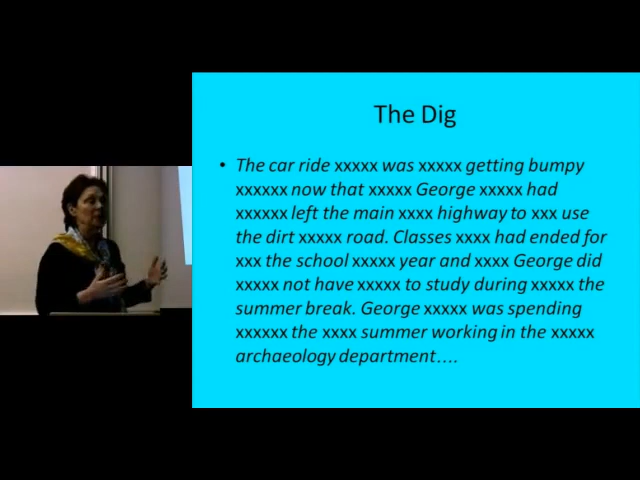 The Dig
• The car ride xxxxx was xxxxx getting bumpy
xxxxxx now that xxxxx George xxxxx had
xxxxxx left the main xxxx highway to xxx use
the dirt xxxxx road. Classes xxxx had ended for
xxx the school xxxxx year and xxxx George did
xxxxx not have xxxxx to study during xxxxx the
summer break. George xxxxx was spending
xxxxxx the xxxx summer working in the xxxxx
archaeology department….